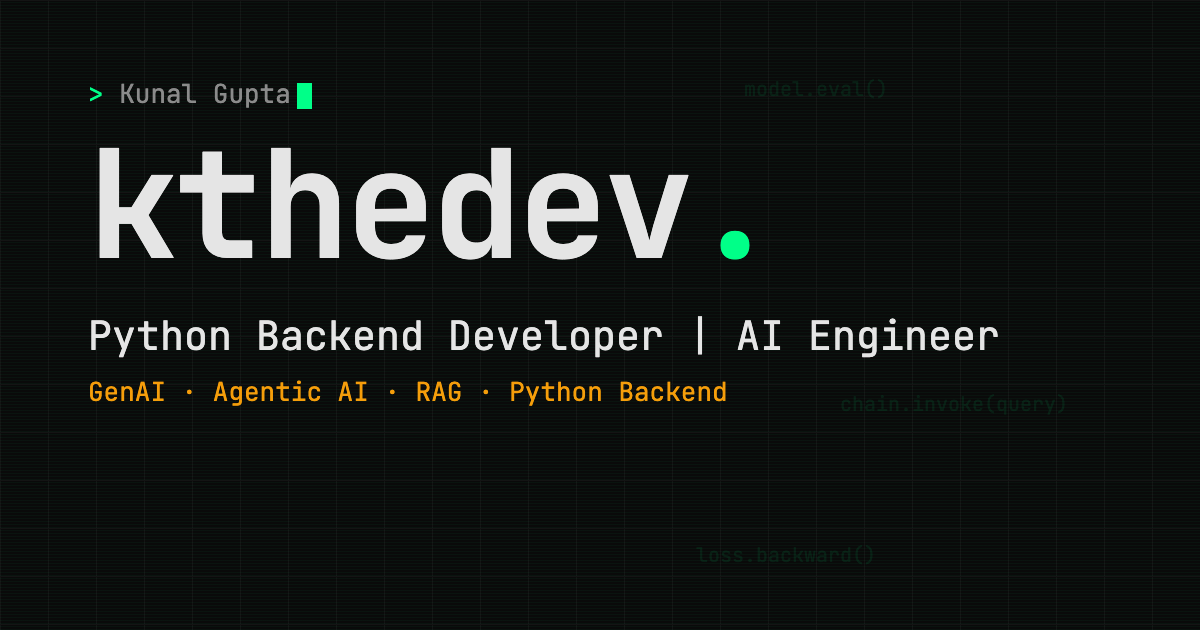 > Kunal Gupta
model.eval()
kthedev.
Python Backend Developer | AI Engineer
GenAI · Agentic AI · RAG · Python Backend
chain.invoke(query)
loss.backward()